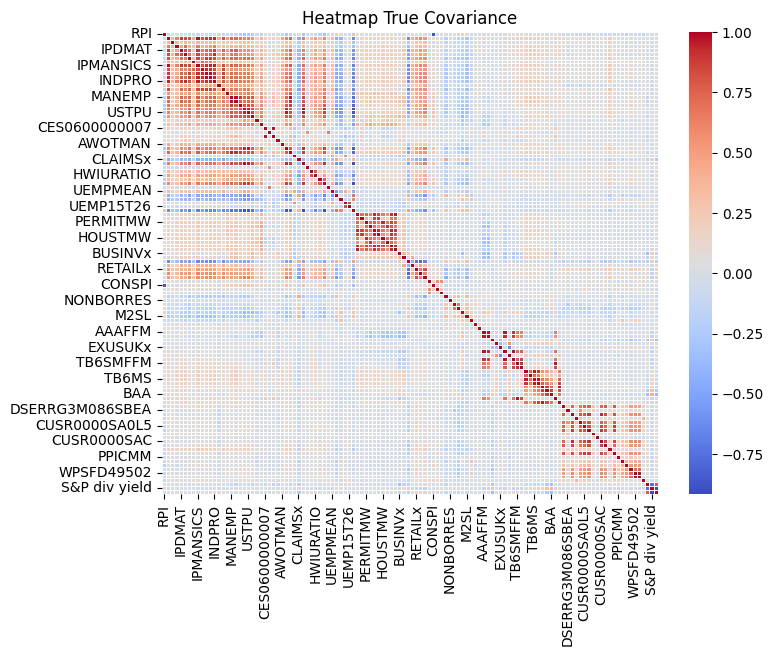 Heatmap True Covariance
RPI
IPDMAT
IPMANSICS
INDPRO
MANEMP
USTPU
CES0600000007
AWOTMAN
CLAIMSx
HWIURATIO
UEMPMEAN
UEMP15T26
PERMITMW
HOUSTMW
BUSINVx
RETAILx
CONSPI
NONBORRES
M2SL
AAAFFM
EXUSUKx
TB6SMFFM
TB6MS
BAA
DSERRG3M086SBEA
CUSR0000SA0L5
CUSR0000SAC
PPICMM
WPSFD49502
S&P div yield
1.00
0.75
0.50
0.25
0.00
−0.25
−0.50
−0.75
RPI
IPDMAT
IPMANSICS
INDPRO
MANEMP
USTPU
CES0600000007
AWOTMAN
CLAIMSx
HWIURATIO
UEMPMEAN
UEMP15T26
PERMITMW
HOUSTMW
BUSINVx
RETAILx
CONSPI
NONBORRES
M2SL
AAAFFM
EXUSUKx
TB6SMFFM
TB6MS
BAA
DSERRG3M086SBEA
CUSR0000SA0L5
CUSR0000SAC
PPICMM
WPSFD49502
S&P div yield